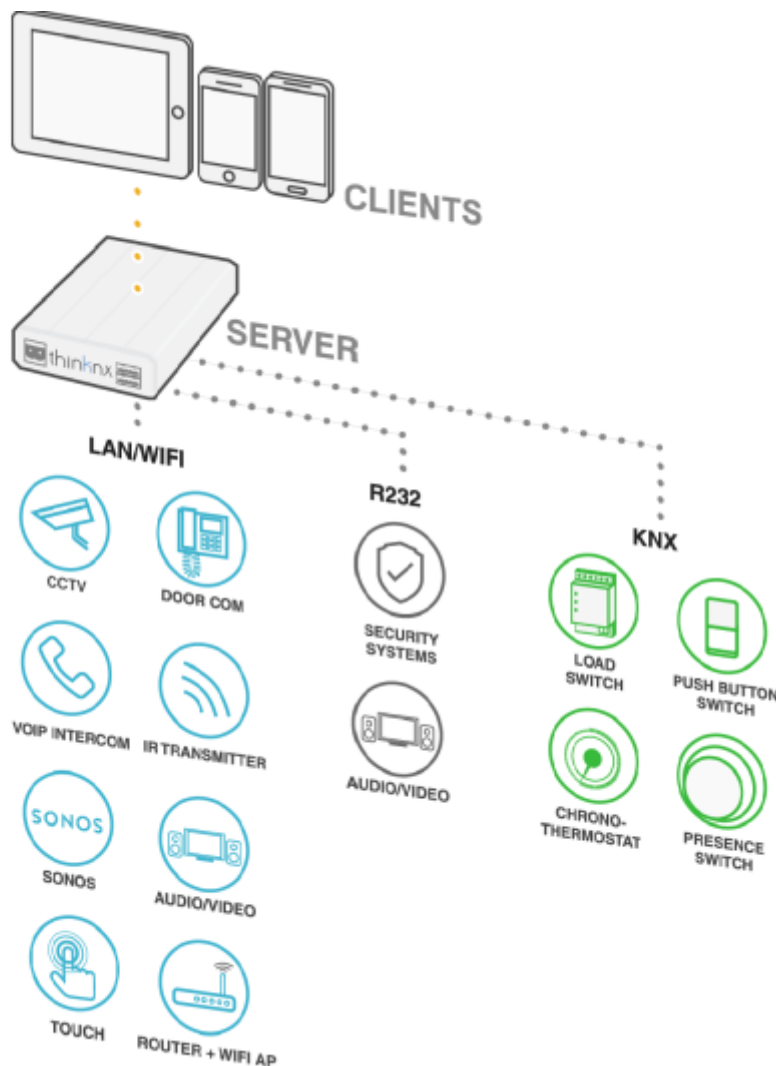 CLIENTS
SERVER
thinknx
LAN/WIFI
R232
KNX
CCTV
DOOR COM
VOIP INTERCOM
IR TRANSMITTER
SONOS
SONOS
AUDIO/VIDEO
TOUCH
ROUTER + WIFI AP
SECURITY
SYSTEMS
AUDIO/VIDEO
LOAD
SWITCH
PUSH BUTTON
SWITCH
CHRONO-
THERMOSTAT
PRESENCE
SWITCH